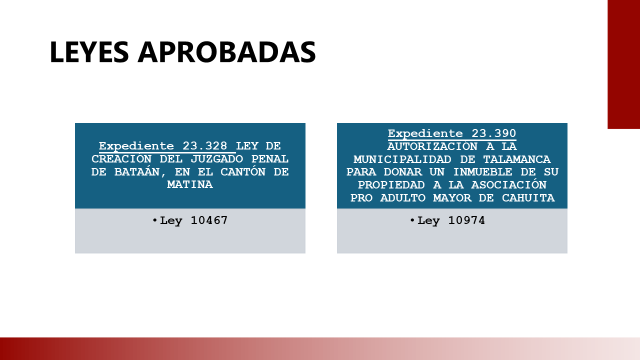 LEYES APROBADAS
Expediente 23.328 LEY DE
CREACION DEL JUZGADO PENAL
DE BATAÁN, EN EL CANTÓN DE
MATINA
• Ley 10467
Expediente 23.390
AUTORIZACION A LA
MUNICIPALIDAD DE TALAMANCA
PARA DONAR UN INMUEBLE DE SU
PROPIEDAD A LA ASOCIACIÓN
PRO ADULTO MAYOR DE CAHUITA
• Ley 10974